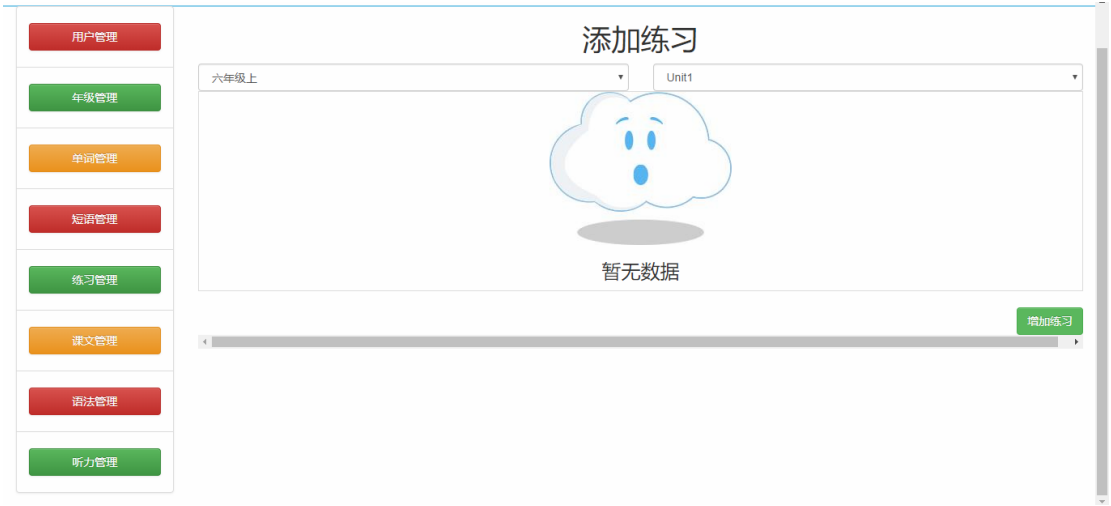 用户管理
年级管理
单词管理
短语管理
练习管理
课文管理
语法管理
听力管理
添加练习
六年级上
Unit1
暂无数据
增加练习